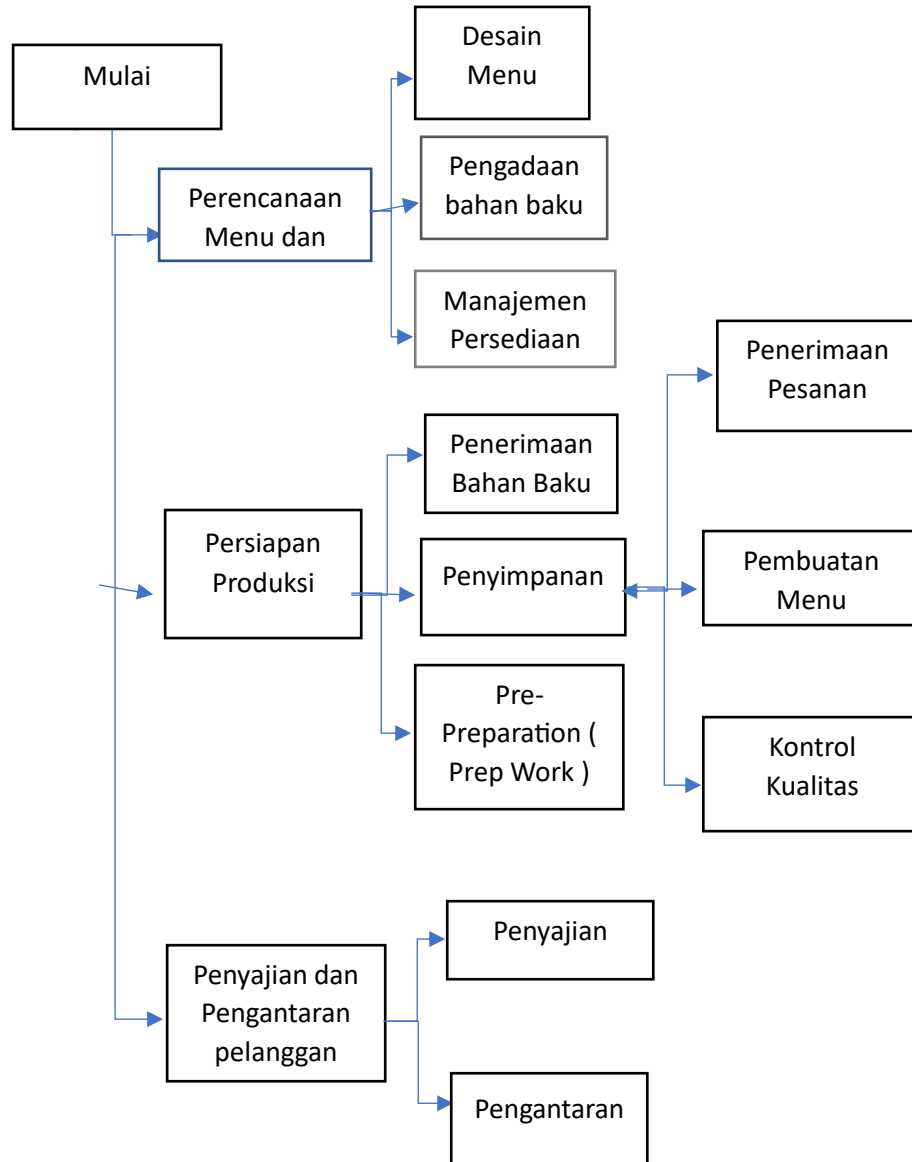 Mulai
Desain
Menu
Perencanaan
Menu dan
Pengadaan
bahan baku
Manajemen
Persediaan
Persiapan
Produksi
Penerimaan
Bahan Baku
Penyimpanan
Pre-
Preparation (
Prep Work )
Penerimaan
Pesanan
Pembuatan
Menu
Kontrol
Kualitas
Penyajian dan
Pengantaran
pelanggan
Penyajian
Pengantaran